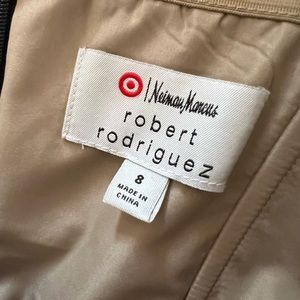 Neiman Marcus
robert
rodriguez
8
MADE IN
CHINA